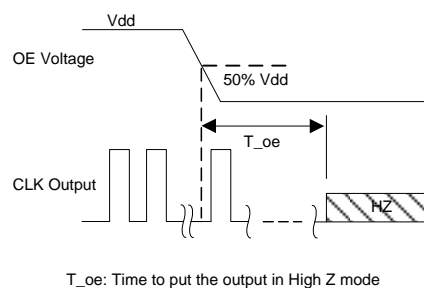 Vdd
OE Voltage
50% Vdd
T_oe
CLK Output
HZ
T_oe: Time to put the output in High Z mode